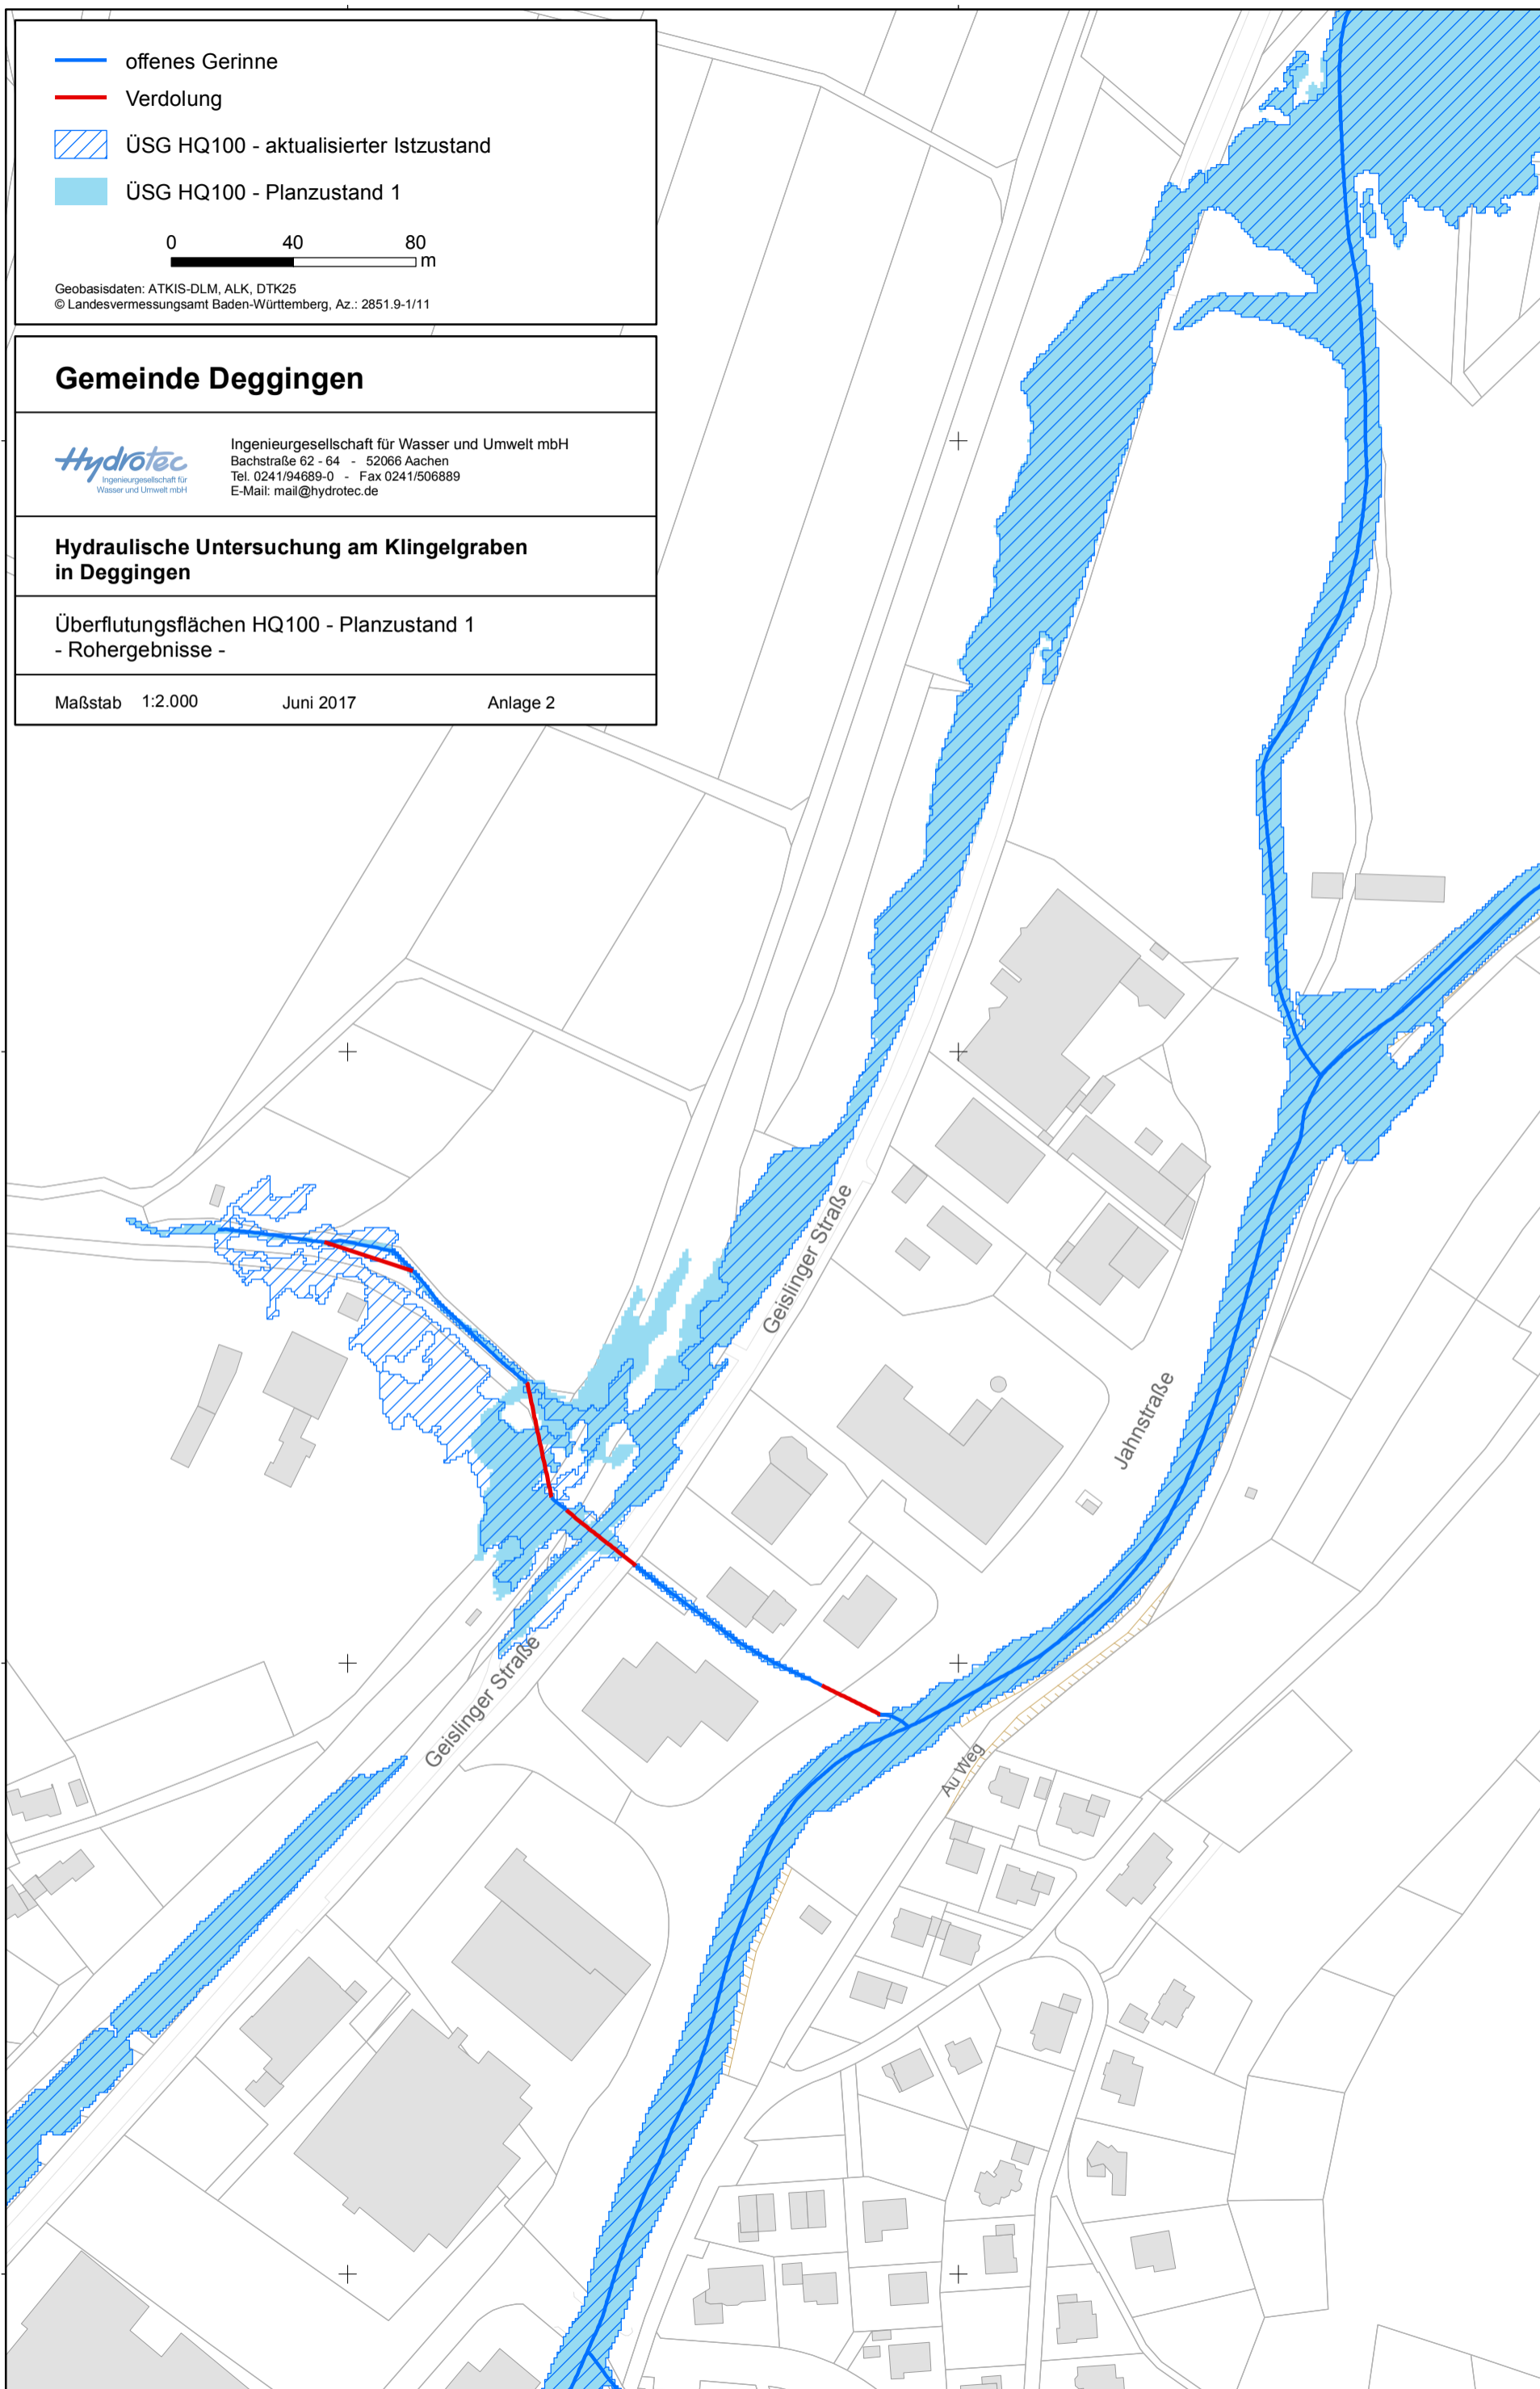 offenes Gerinne
Verdolung
ÜSG HQ100 - aktualisierter Istzustand
ÜSG HQ100 - Planzustand 1
0 40 80
m
Geobasisdaten: ATKIS-DLM, ALK, DTK25
© Landesvermessungsamt Baden-Württemberg, Az.: 2851.9-1/11
Gemeinde Deggingen
Hydrotec
Ingenieurgesellschaft für
Wasser und Umwelt mbH
Ingenieurgesellschaft für Wasser und Umwelt mbH
Bachstraße 62 - 64 - 52066 Aachen
Tel. 0241/94689-0 - Fax 0241/506889
E-Mail: mail@hydrotec.de
Hydraulische Untersuchung am Klingelgraben
in Deggingen
Überflutungsflächen HQ100 - Planzustand 1
- Rohergebnisse -
Maßstab 1:2.000 Juni 2017 Anlage 2
Geislinger Straße
Jahnstraße
Geislinger Straße
Au Weg